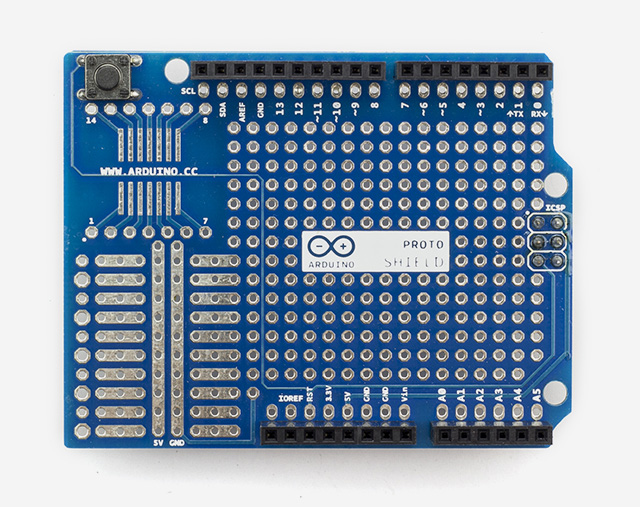 SCL
SDA
AREF
GND
13
12
~11
~10
~9
8
7
~6
~5
4
~3
2
↑TX 1
RX↓ 0
14
8
WWW.ARDUINO.CC
1
7
ICSP
ARDUINO
PROTO
SHIELD
IOREF
RST
3.3V
5V
GND
GND
Vin
A0
A1
A2
A3
A4
A5
5V
GND